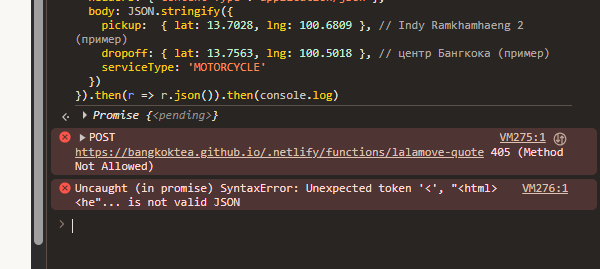 body: JSON.stringify({
pickup: { lat: 13.7028, lng: 100.6809 }, // Indy Ramkhamhaeng 2
(пример)
dropoff: { lat: 13.7563, lng: 100.5018 }, // центр Бангкока (пример)
serviceType: 'MOTORCYCLE'
})
}).then(r => r.json()).then(console.log)
Promise {<pending>}
POST VM275:1
https://bangkoktea.github.io/.netlify/functions/lalamove-quote 405 (Method
Not Allowed)
Uncaught (in promise) SyntaxError: Unexpected token '<', "<html> VM276:1
<he"... is not valid JSON